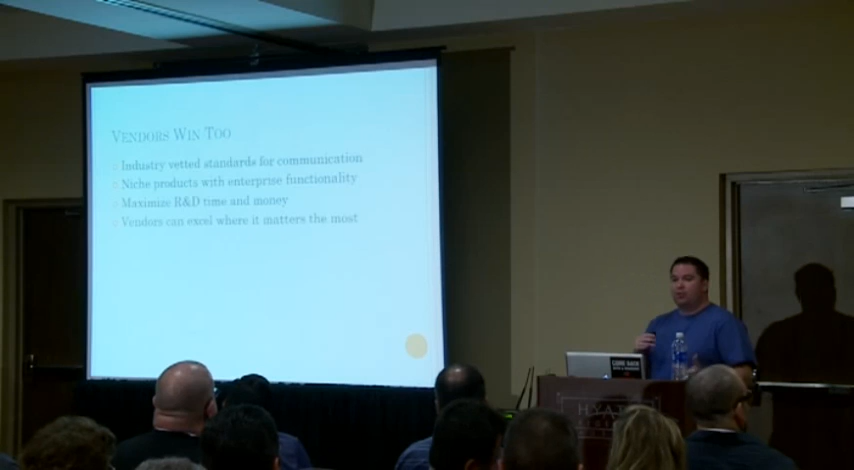 VENDORS WIN TOO
Industry vetted standards for communication
Niche products with enterprise functionality
Maximize R&D time and money
Vendors can excel where it matters the most
HYATT